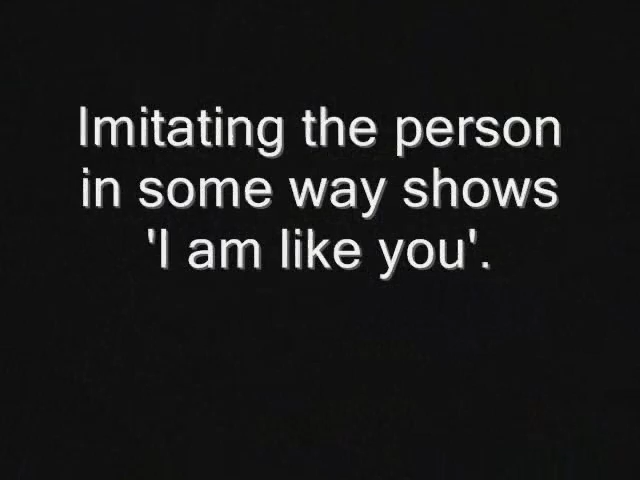 Imitating the person
in some way shows
'I am like you'.